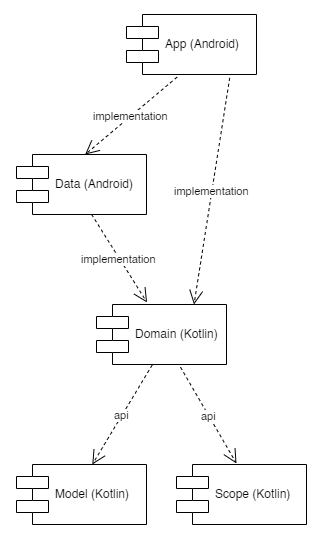 App (Android)
implementation
Data (Android)
implementation
implementation
Domain (Kotlin)
api
api
Model (Kotlin)
Scope (Kotlin)